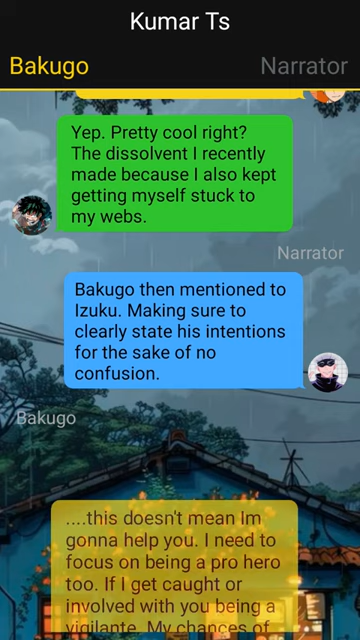 Kumar Ts
Bakugo
Narrator
Yep. Pretty cool right?
The dissolvent I recently
made because I also kept
getting myself stuck to
my webs.
Narrator
Bakugo then mentioned to
Izuku. Making sure to
clearly state his intentions
for the sake of no
confusion.
Bakugo
....this doesn't mean Im
gonna help you. I need to
focus on being a pro hero
too. If I get caught or
involved with you being a
vigilante. My chances of